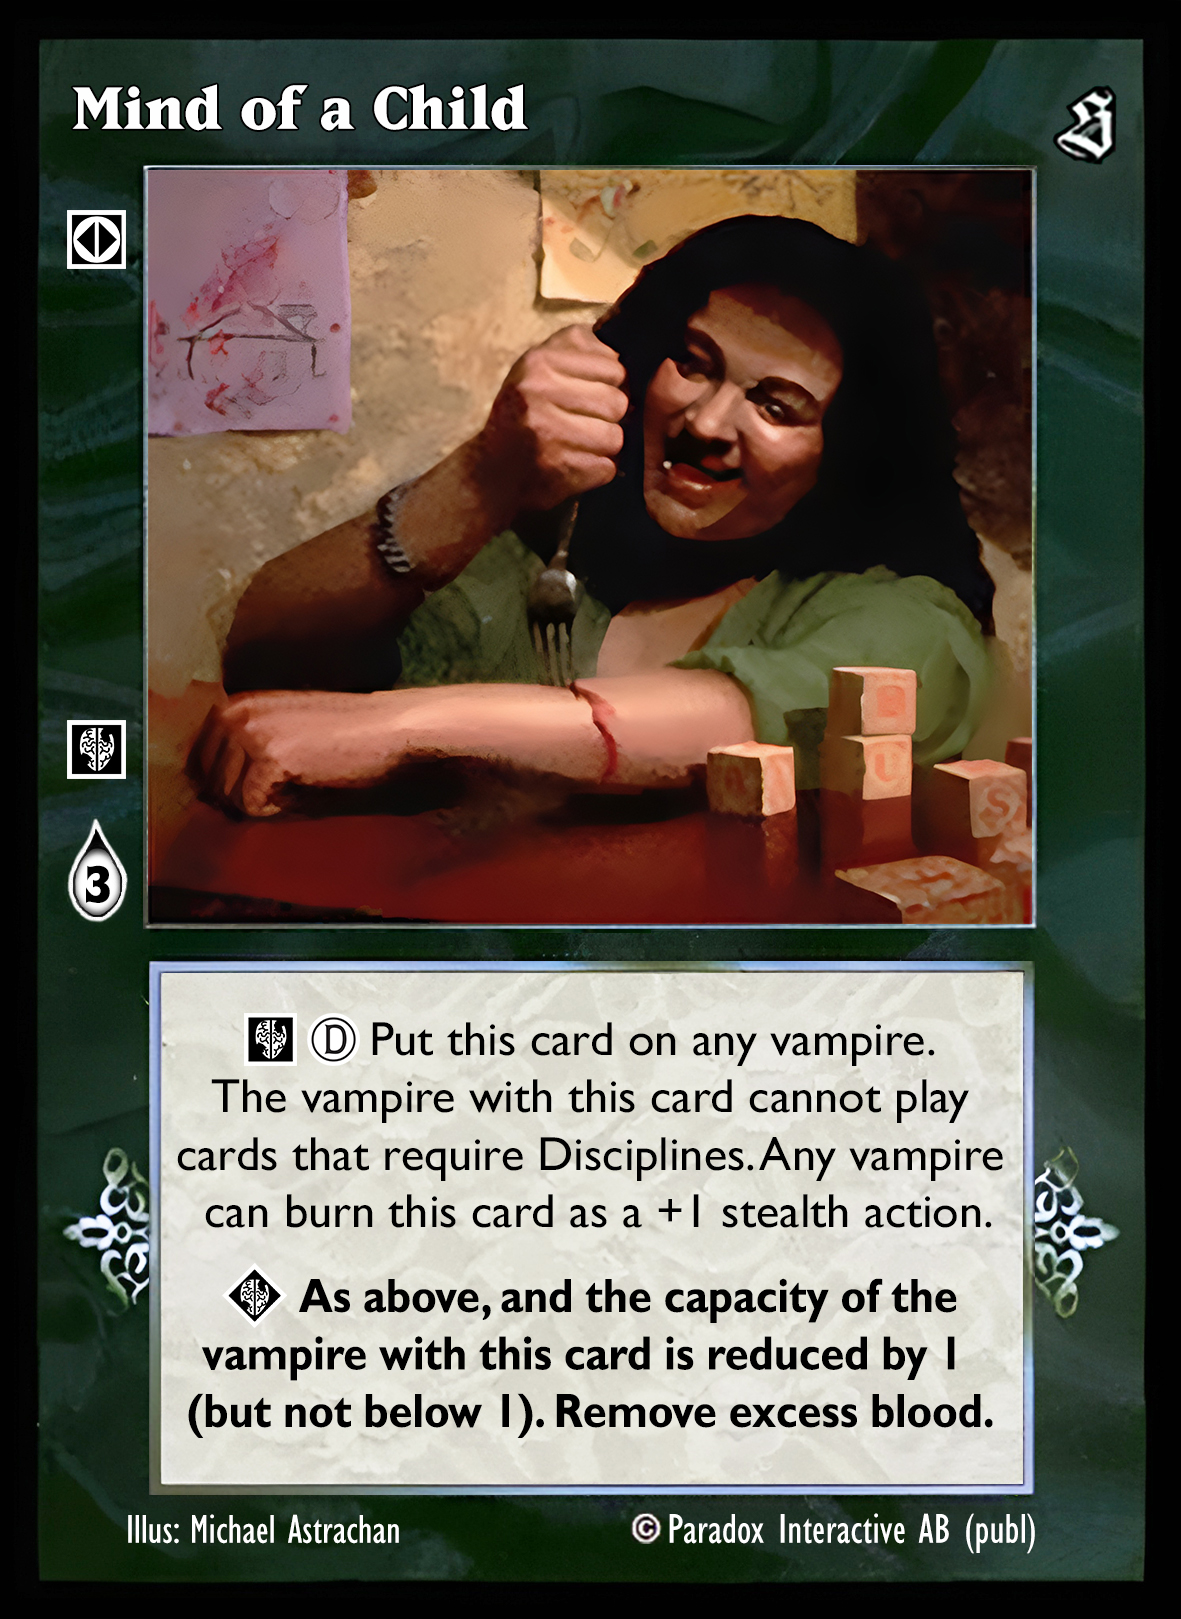 Mind of a Child
3
U
S
D Put this card on any vampire.
The vampire with this card cannot play
cards that require Disciplines. Any vampire
can burn this card as a +1 stealth action.
As above, and the capacity of the
vampire with this card is reduced by 1
(but not below 1). Remove excess blood.
Illus: Michael Astrachan
© Paradox Interactive AB (publ)